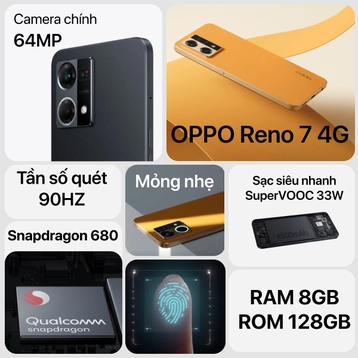 Camera chính
64MP
OPPO Reno 7 4G
Tần số quét
90HZ
Mỏng nhẹ
Sạc siêu nhanh
SuperVOOC 33W
Snapdragon 680
Qualcomm
snapdragon
RAM 8GB
ROM 128GB